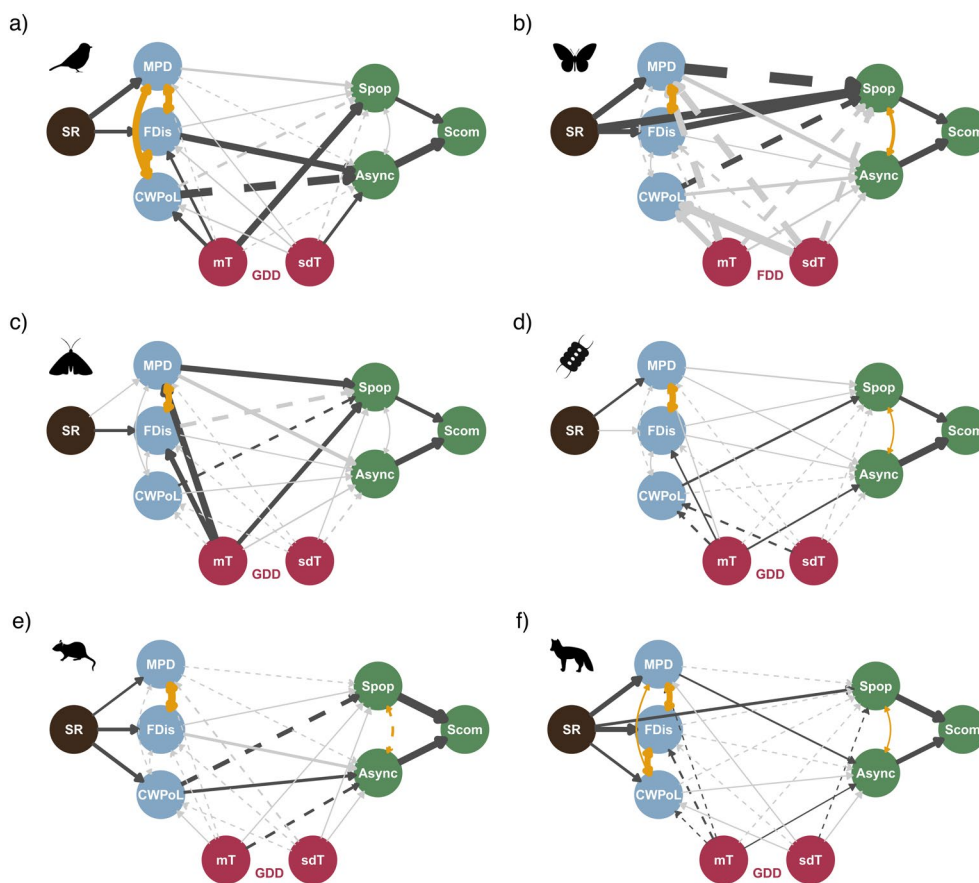 a)
MPD
Spop
SR
FDis
Scom
Async
CWPoL
mT
sdT
GDD
b)
MPD
Spop
SR
FDis
Scom
Async
CWPoL
mT
sdT
FDD
c)
MPD
Spop
SR
FDis
Scom
Async
CWPoL
mT
sdT
GDD
d)
MPD
Spop
SR
FDis
Scom
Async
CWPoL
mT
sdT
GDD
e)
MPD
Spop
SR
FDis
Scom
Async
CWPoL
mT
sdT
GDD
f)
MPD
Spop
SR
FDis
Scom
Async
CWPoL
mT
sdT
GDD